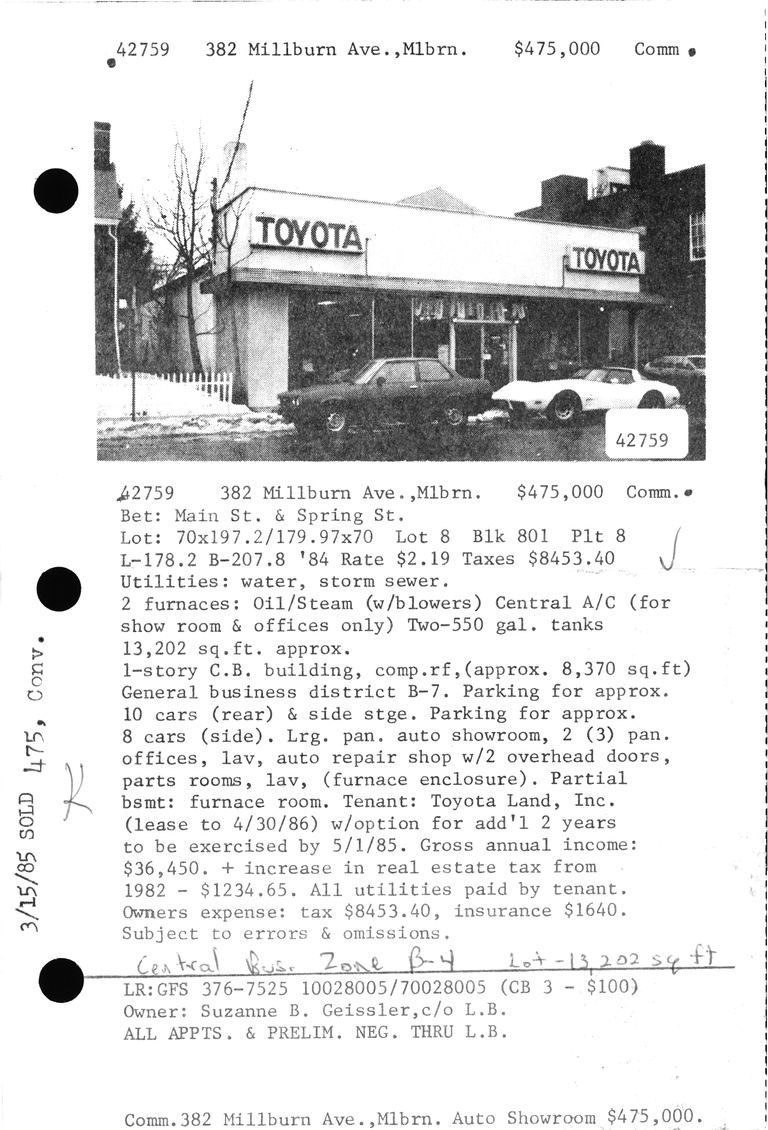 42759 382 Millburn Ave.,Mlbrn. $475,000 Comm.
TOYOTA
TOYOTA
42759
42759 382 Millburn Ave.,Mlbrn. $475,000 Comm.
Bet: Main St. & Spring St.
Lot: 70x197.2/179.97x70 Lot 8 Blk 801 Plt 8
L-178.2 B-207.8 '84 Rate $2.19 Taxes $8453.40
Utilities: water, storm sewer.
2 furnaces: Oil/Steam (w/blowers) Central A/C (for
show room & offices only) Two-550 gal. tanks
13,202 sq.ft. approx.
1-story C.B. building, comp.rf,(approx. 8,370 sq.ft)
General business district B-7. Parking for approx.
10 cars (rear) & side stge. Parking for approx.
8 cars (side). Lrg. pan. auto showroom, 2 (3) pan.
offices, lav, auto repair shop w/2 overhead doors,
parts rooms, lav, (furnace enclosure). Partial
bsmt: furnace room. Tenant: Toyota Land, Inc.
(lease to 4/30/86) w/option for add'l 2 years
to be exercised by 5/1/85. Gross annual income:
$36,450. + increase in real estate tax from
1982 - $1234.65. All utilities paid by tenant.
Owners expense: tax $8453.40, insurance $1640.
Subject to errors & omissions.
Central Bus. Zone B-4 Lot-13,202 sq ft
LR:GFS 376-7525 10028005/70028005 (CB 3 - $100)
Owner: Suzanne B. Geissler,c/o L.B.
ALL APPTS. & PRELIM. NEG. THRU L.B.
Comm.382 Millburn Ave.,Mlbrn. Auto Showroom $475,000.
3/15/85 SOLD 475, Conv.
K